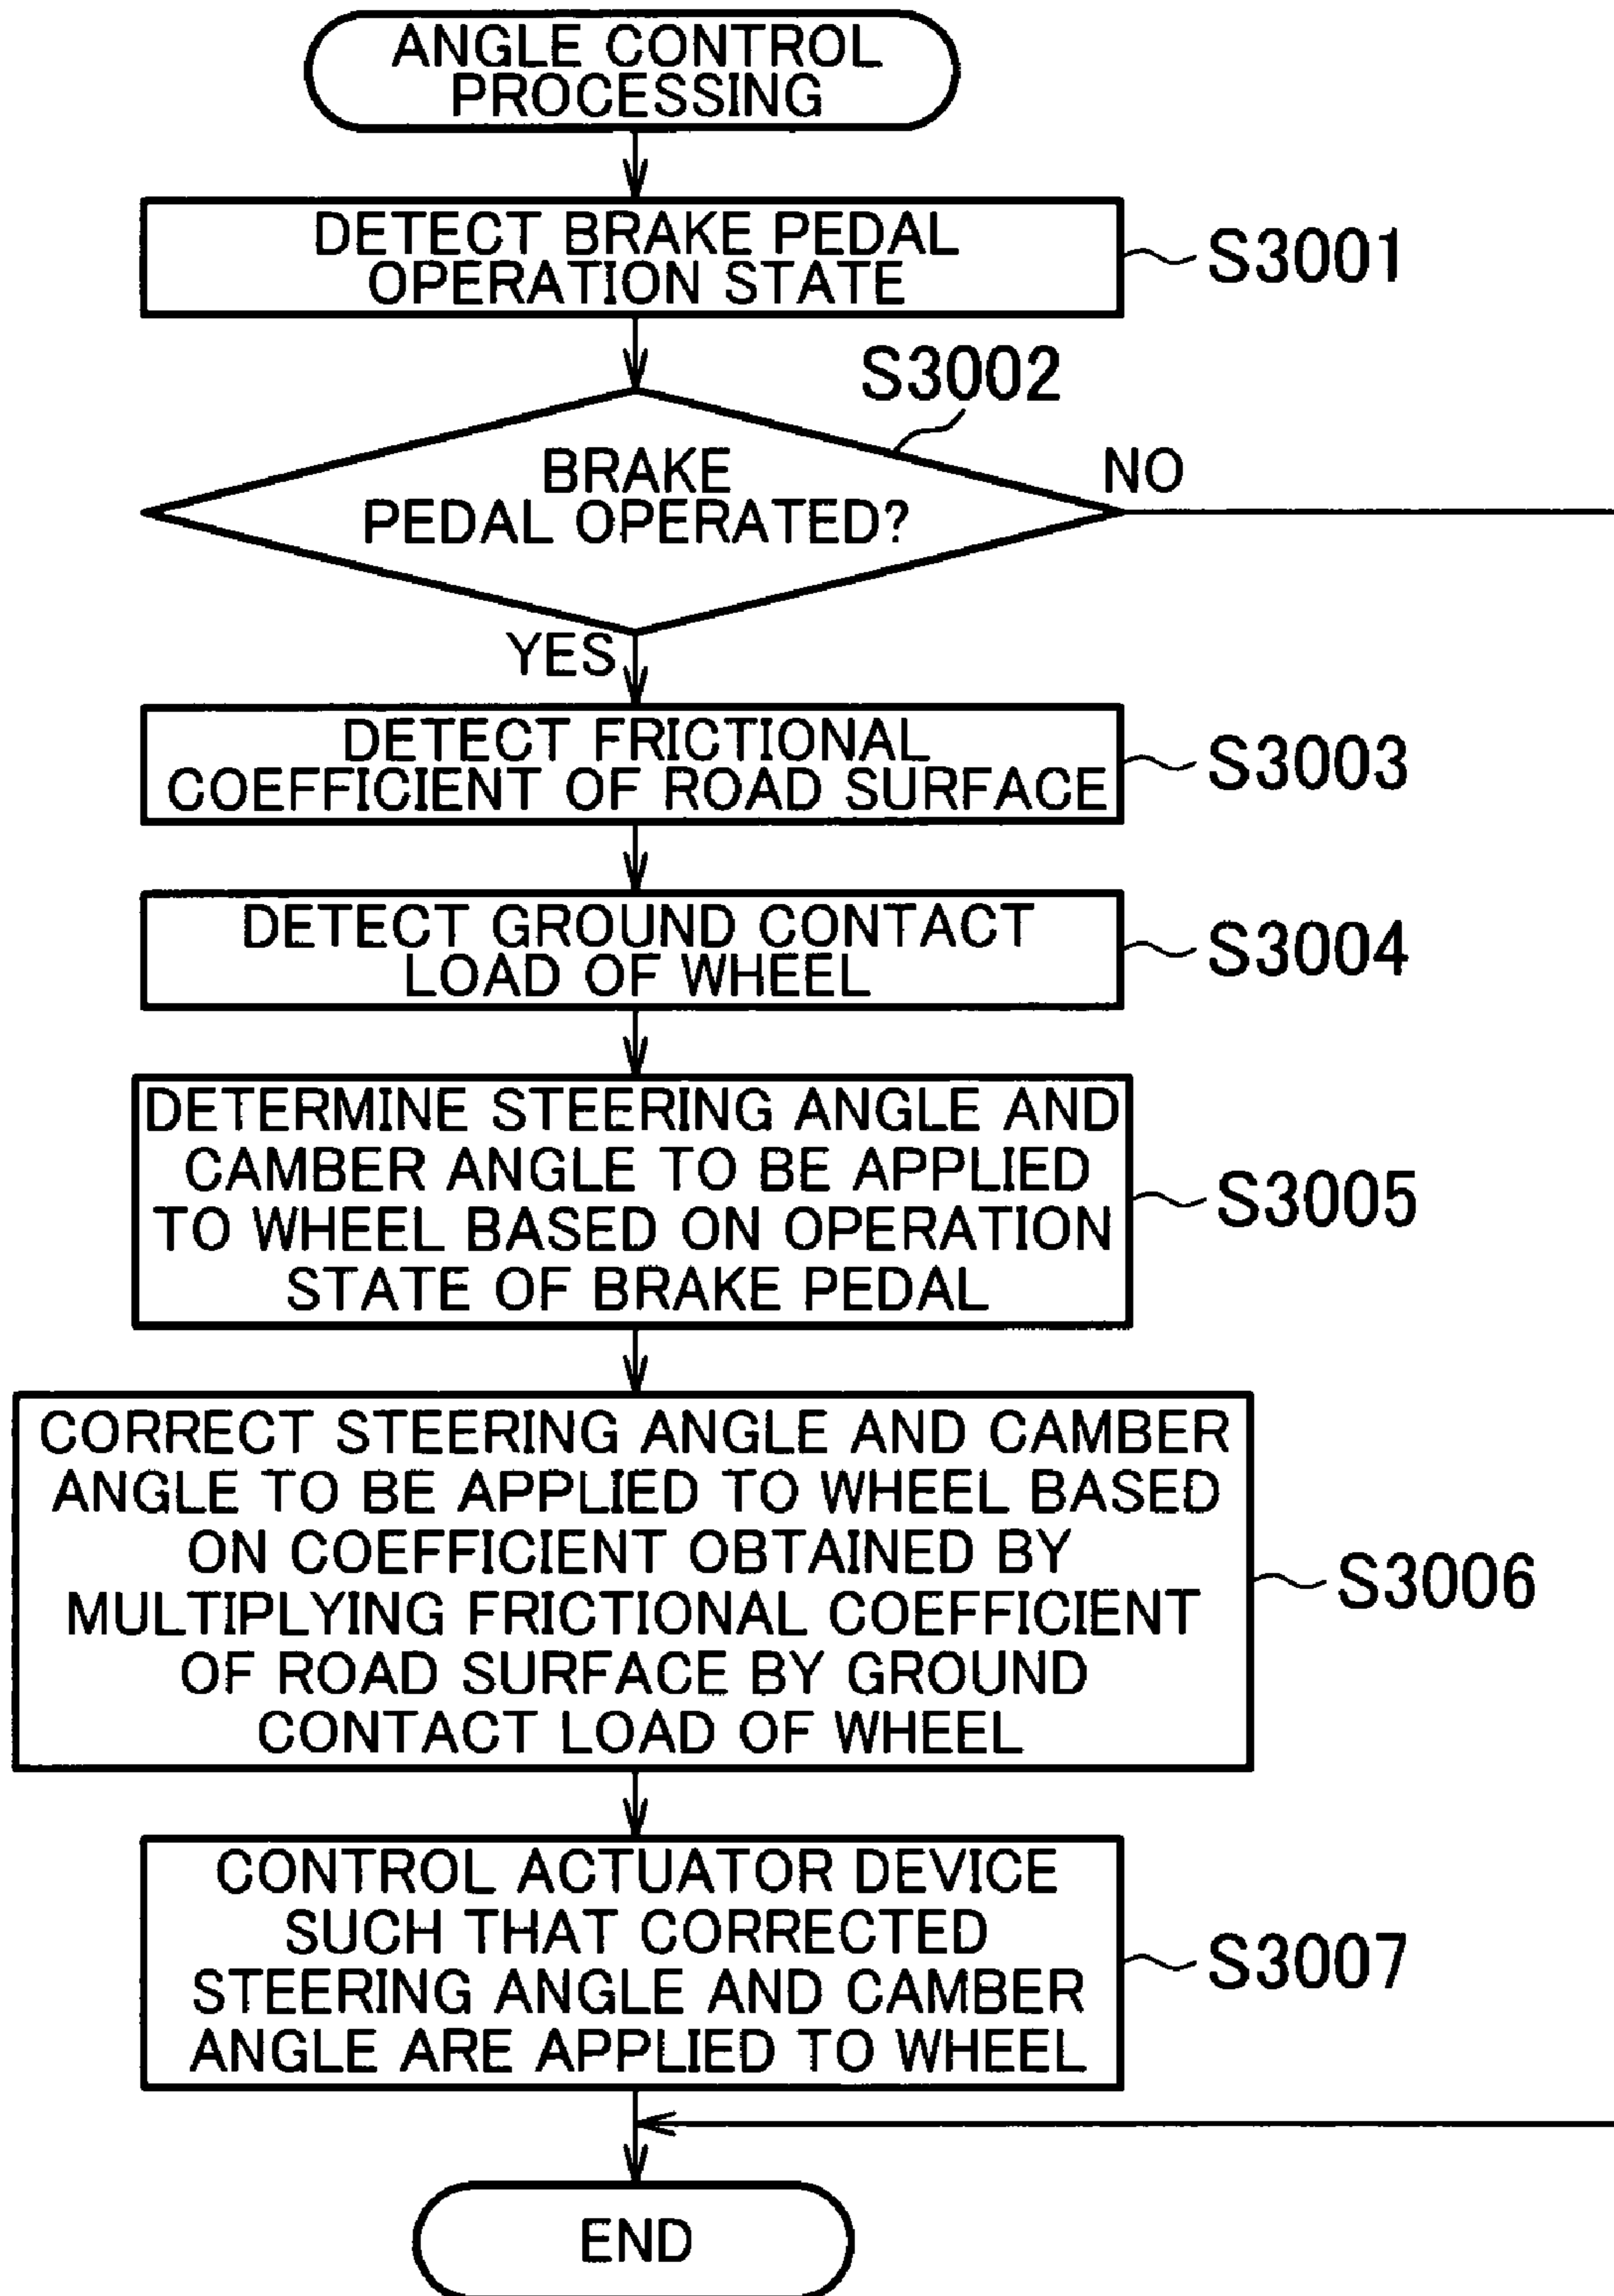 ANGLE CONTROL
PROCESSING
DETECT BRAKE PEDAL
OPERATION STATE
S3001
S3002
BRAKE
PEDAL OPERATED?
NO
YES
DETECT FRICTIONAL
COEFFICIENT OF ROAD SURFACE
S3003
DETECT GROUND CONTACT
LOAD OF WHEEL
S3004
DETERMINE STEERING ANGLE AND
CAMBER ANGLE TO BE APPLIED
TO WHEEL BASED ON OPERATION
STATE OF BRAKE PEDAL
S3005
CORRECT STEERING ANGLE AND CAMBER
ANGLE TO BE APPLIED TO WHEEL BASED
ON COEFFICIENT OBTAINED BY
MULTIPLYING FRICTIONAL COEFFICIENT
OF ROAD SURFACE BY GROUND
CONTACT LOAD OF WHEEL
S3006
CONTROL ACTUATOR DEVICE
SUCH THAT CORRECTED
STEERING ANGLE AND CAMBER
ANGLE ARE APPLIED TO WHEEL
S3007
END